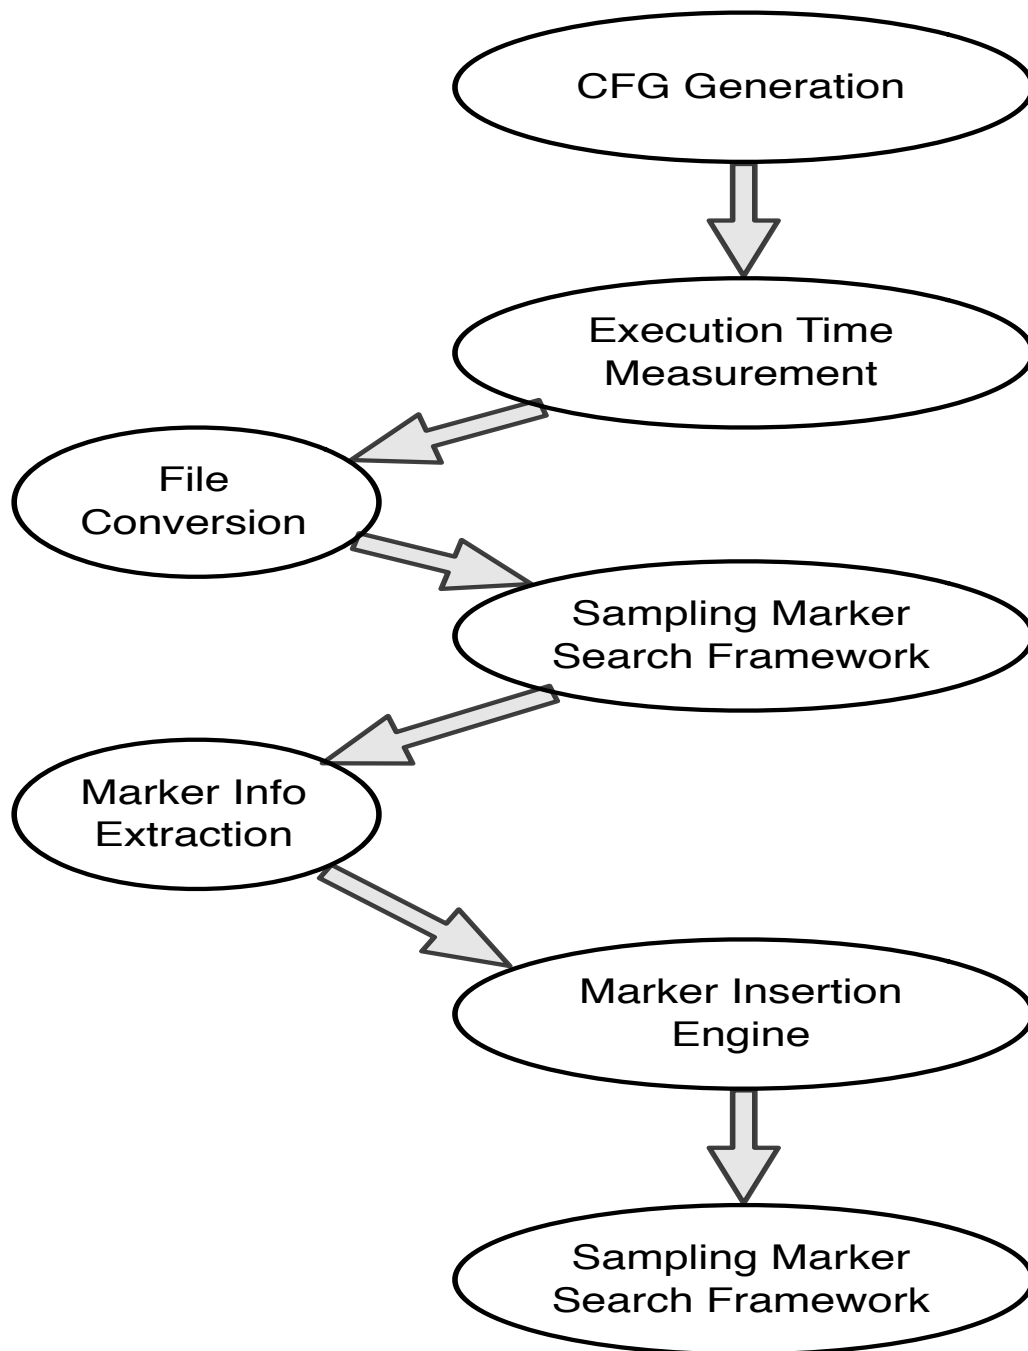 CFG Generation
Execution Time
Measurement
File
Conversion
Sampling Marker
Search Framework
Marker Info
Extraction
Marker Insertion
Engine
Sampling Marker
Search Framework